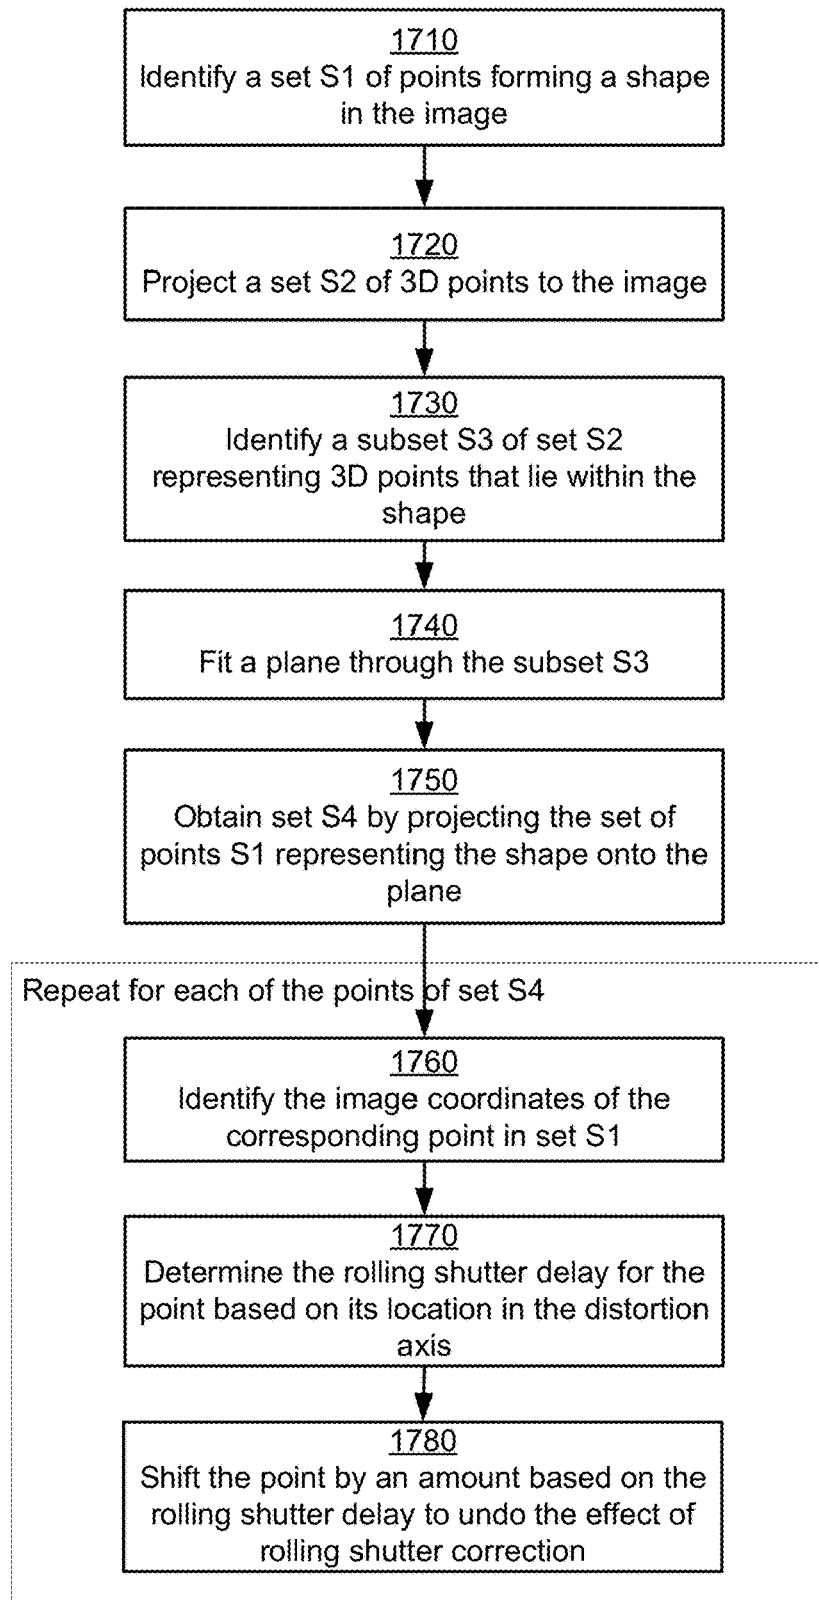 1710
Identify a set S1 of points forming a shape
in the image
1720
Project a set S2 of 3D points to the image
1730
Identify a subset S3 of set S2
representing 3D points that lie within the
shape
1740
Fit a plane through the subset S3
1750
Obtain set S4 by projecting the set of
points S1 representing the shape onto the
plane
Repeat for each of the points of set S4
1760
Identify the image coordinates of the
corresponding point in set S1
1770
Determine the rolling shutter delay for the
point based on its location in the distortion
axis
1780
Shift the point by an amount based on the
rolling shutter delay to undo the effect of
rolling shutter correction